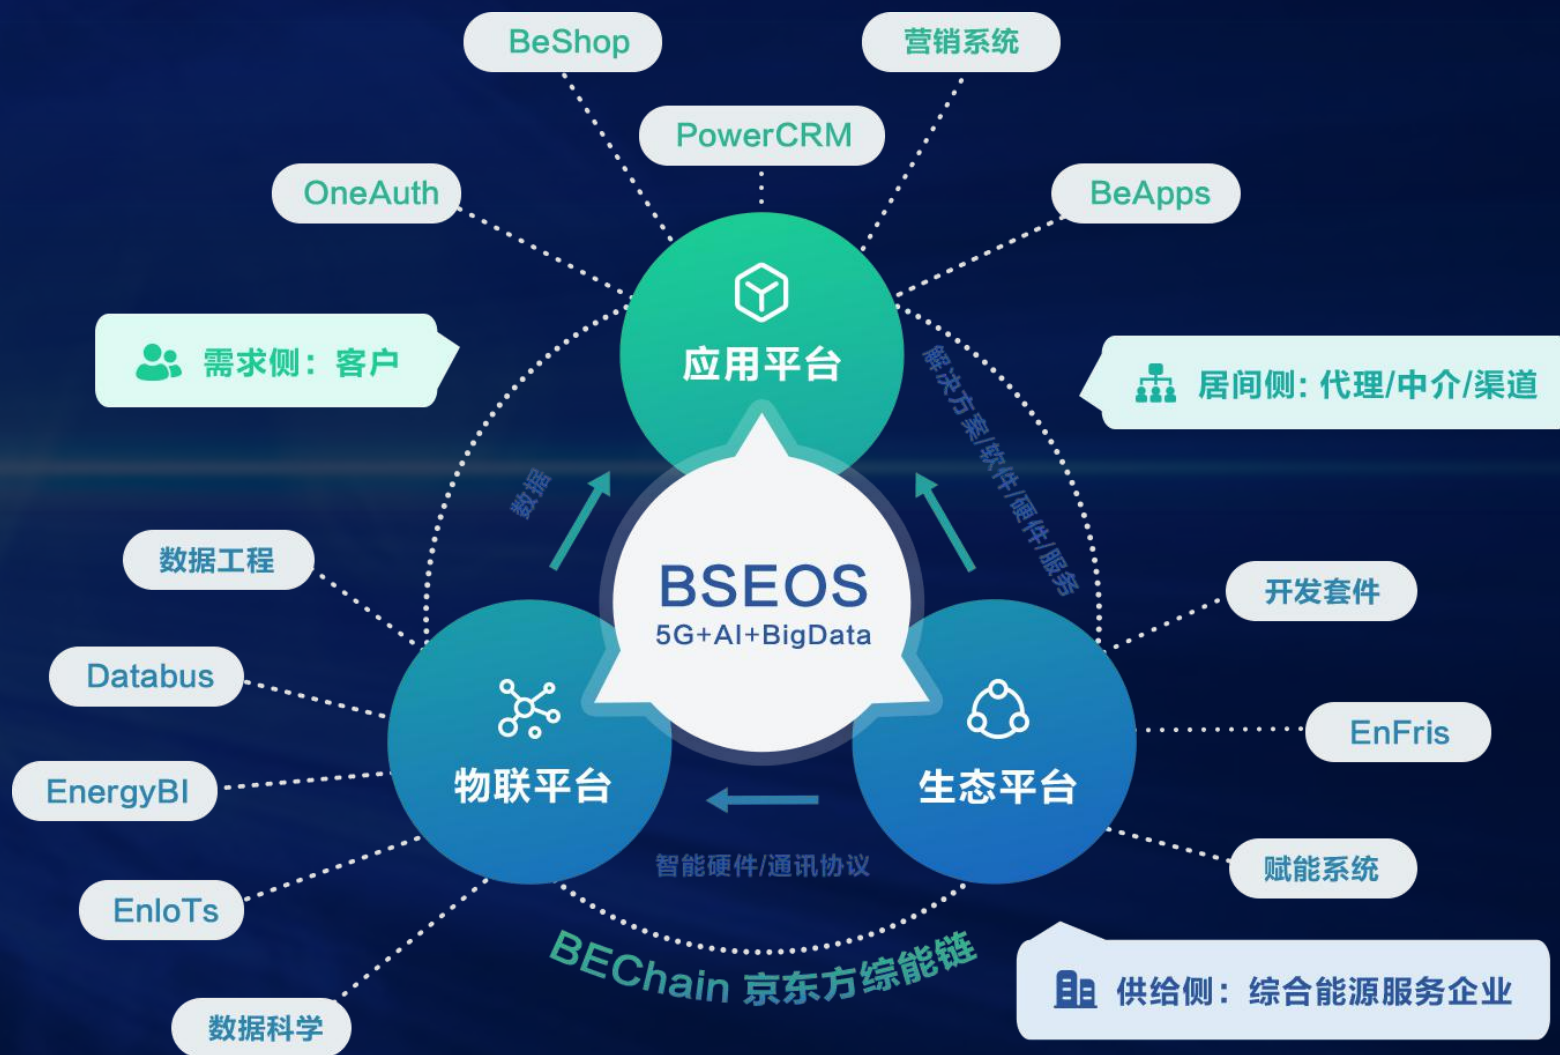 BeShop
营销系统
PowerCRM
OneAuth
BeApps
应用平台
需求侧：客户
居间侧：代理/中介/渠道
解决方案/软件/硬件/服务
数据
BSEOS
5G+AI+BigData
数据工程
Databus
EnergyBI
EnIoTs
数据科学
物联平台
生态平台
开发套件
EnFris
赋能系统
智能硬件/通讯协议
BEChain 京东方综能链
供给侧：综合能源服务企业